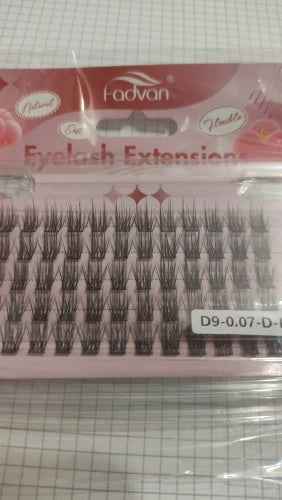 Fadvan®
Natural
Flexible
Eyelash Extensions
D9-0.07-D-